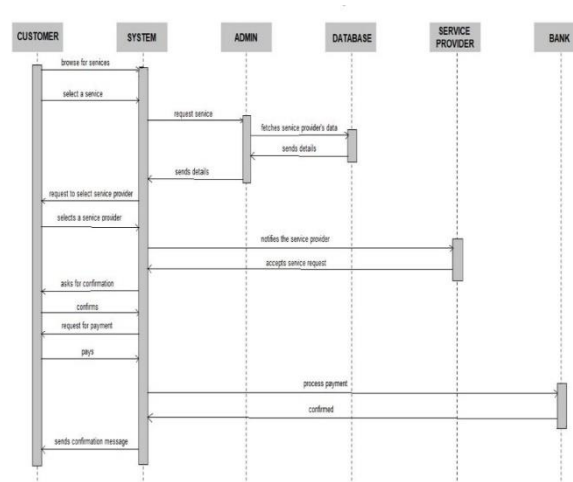 CUSTOMER SYSTEM ADMIN DATABASE SERVICE PROVIDER BANK
browse for services
select a service
request service
fetches service provider's data
sends details
sends details
request to select service provider
selects a service provider
notifies the service provider
accepts service request
asks for confirmation
confirms
request for payment
pays
process payment
confirmed
sends confirmation message